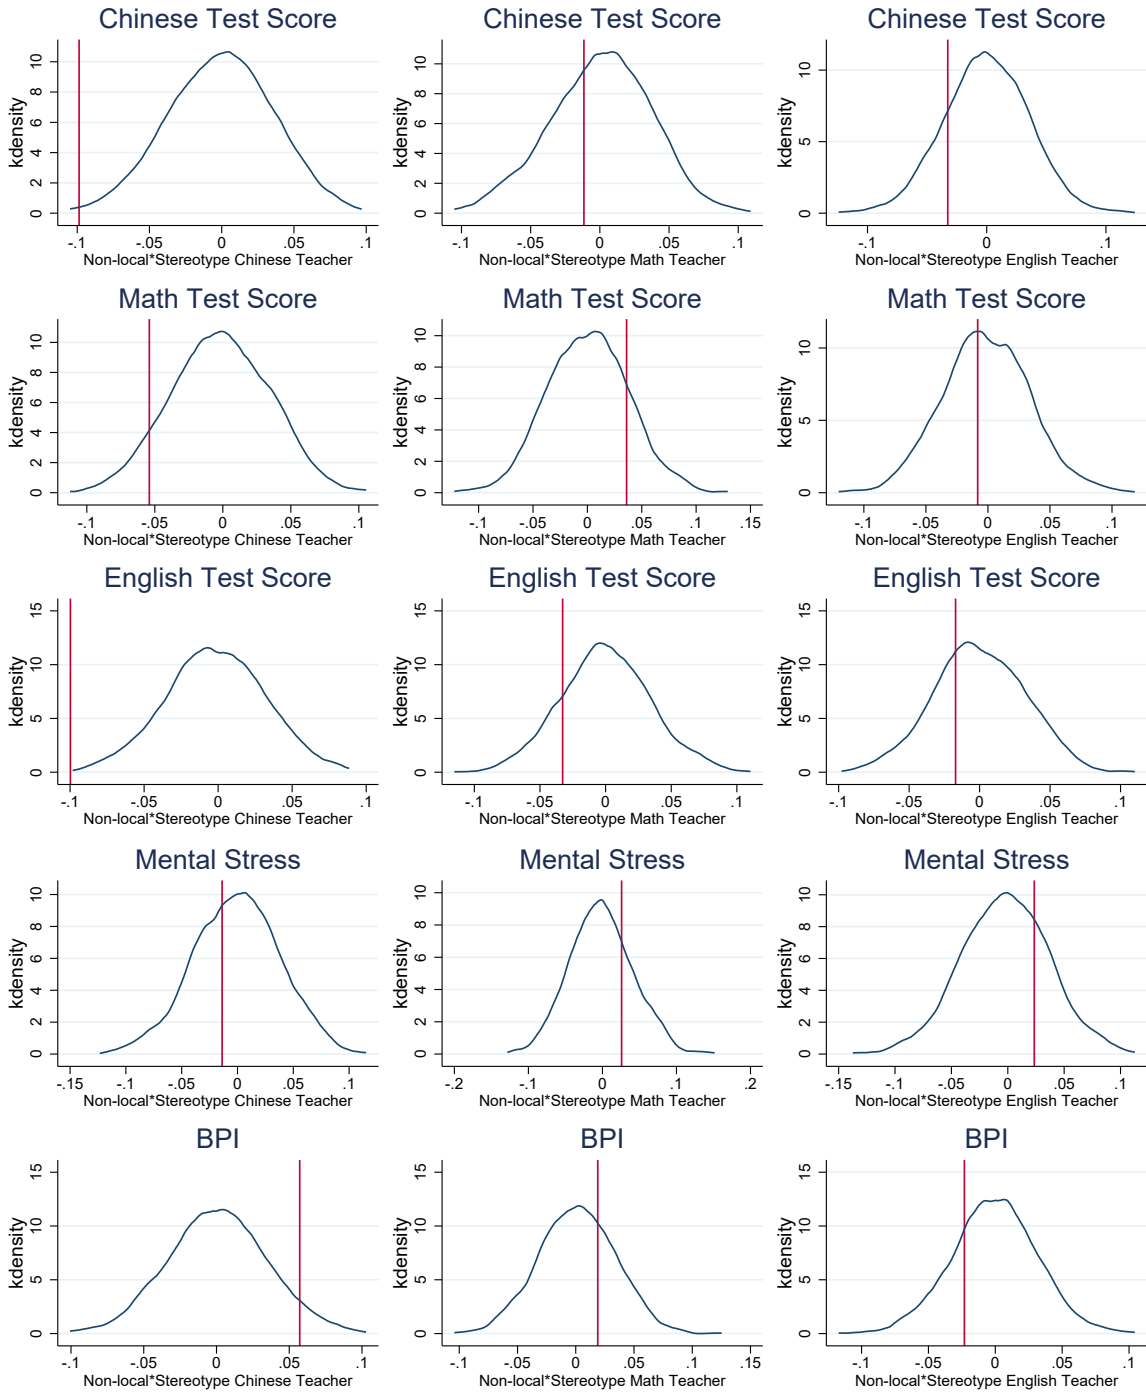 Chinese Test Score
kdensity
0 2 4 6 8 10
-.1 -.05 0 .05 .1
Non-local*Stereotype Chinese Teacher
Chinese Test Score
kdensity
0 2 4 6 8 10
-.1 -.05 0 .05 .1
Non-local*Stereotype Math Teacher
Chinese Test Score
kdensity
0 5 10
-.1 0 .1
Non-local*Stereotype English Teacher
Math Test Score
kdensity
0 2 4 6 8 10
-.1 -.05 0 .05 .1
Non-local*Stereotype Chinese Teacher
Math Test Score
kdensity
0 2 4 6 8 10
-.1 -.05 0 .05 .1 .15
Non-local*Stereotype Math Teacher
Math Test Score
kdensity
0 5 10
-.1 -.05 0 .05 .1
Non-local*Stereotype English Teacher
English Test Score
kdensity
0 5 10 15
-.1 -.05 0 .05 .1
Non-local*Stereotype Chinese Teacher
English Test Score
kdensity
0 5 10 15
-.1 -.05 0 .05 .1
Non-local*Stereotype Math Teacher
English Test Score
kdensity
0 5 10 15
-.1 -.05 0 .05 .1
Non-local*Stereotype English Teacher
Mental Stress
kdensity
0 2 4 6 8 10
-.15 -.1 -.05 0 .05 .1
Non-local*Stereotype Chinese Teacher
Mental Stress
kdensity
0 2 4 6 8 10
-.2 -.1 0 .1 .2
Non-local*Stereotype Math Teacher
Mental Stress
kdensity
0 2 4 6 8 10
-.15 -.1 -.05 0 .05 .1
Non-local*Stereotype English Teacher
BPI
kdensity
0 5 10 15
-.1 -.05 0 .05 .1
Non-local*Stereotype Chinese Teacher
BPI
kdensity
0 5 10 15
-.1 -.05 0 .05 .1 .15
Non-local*Stereotype Math Teacher
BPI
kdensity
0 5 10 15
-.1 -.05 0 .05 .1
Non-local*Stereotype English Teacher